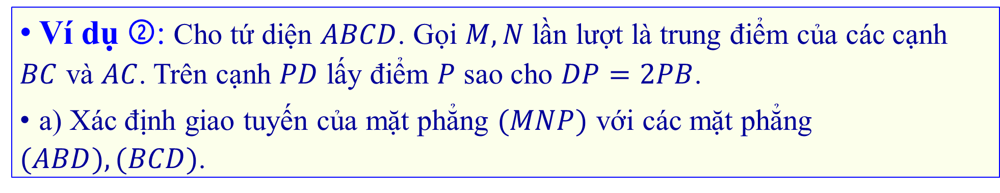 • Ví dụ ②: Cho tứ diện ABCD. Gọi M, N lần lượt là trung điểm của các cạnh
BC và AC. Trên cạnh PD lấy điểm P sao cho DP = 2PB.
• a) Xác định giao tuyến của mặt phẳng (MNP) với các mặt phẳng
(ABD), (BCD).